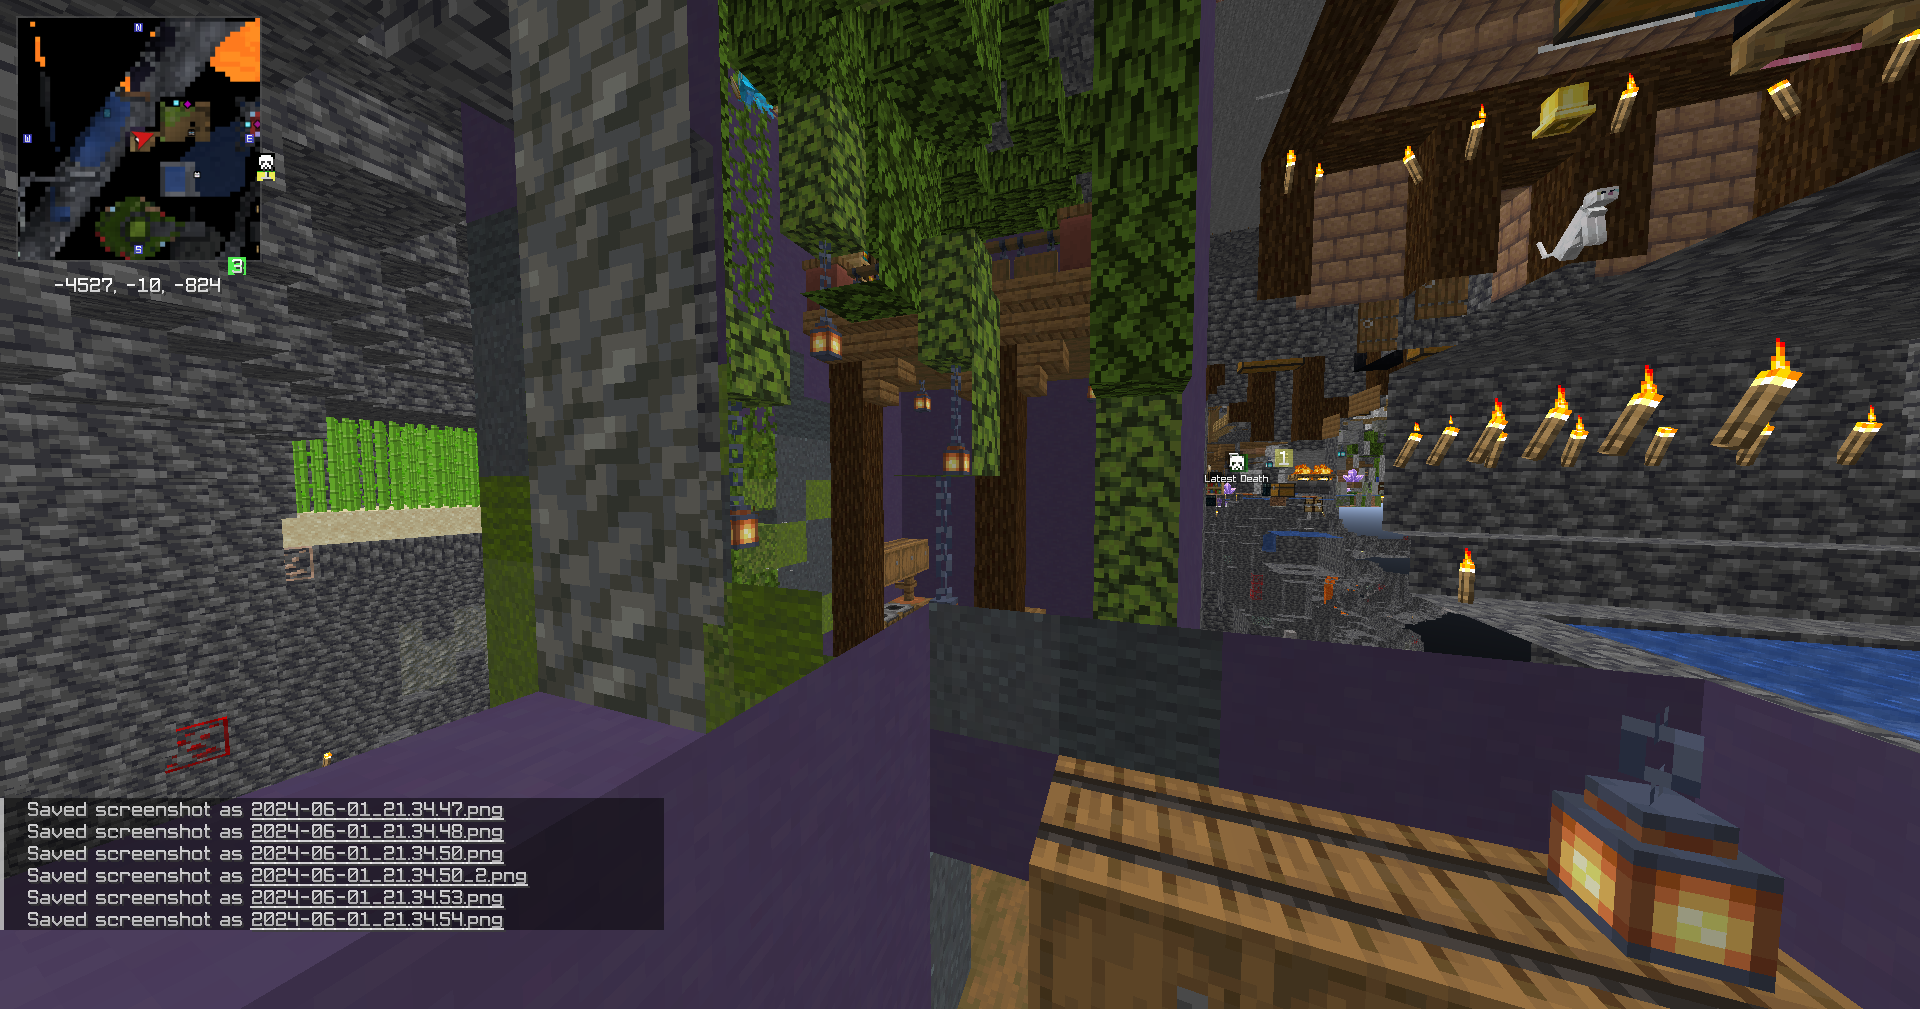 N
W
E
S
1
3
-4527, -10, -824
1
Latest Death
Saved screenshot as 2024-06-01_21.34.47.png
Saved screenshot as 2024-06-01_21.34.48.png
Saved screenshot as 2024-06-01_21.34.50.png
Saved screenshot as 2024-06-01_21.34.50_2.png
Saved screenshot as 2024-06-01_21.34.53.png
Saved screenshot as 2024-06-01_21.34.54.png